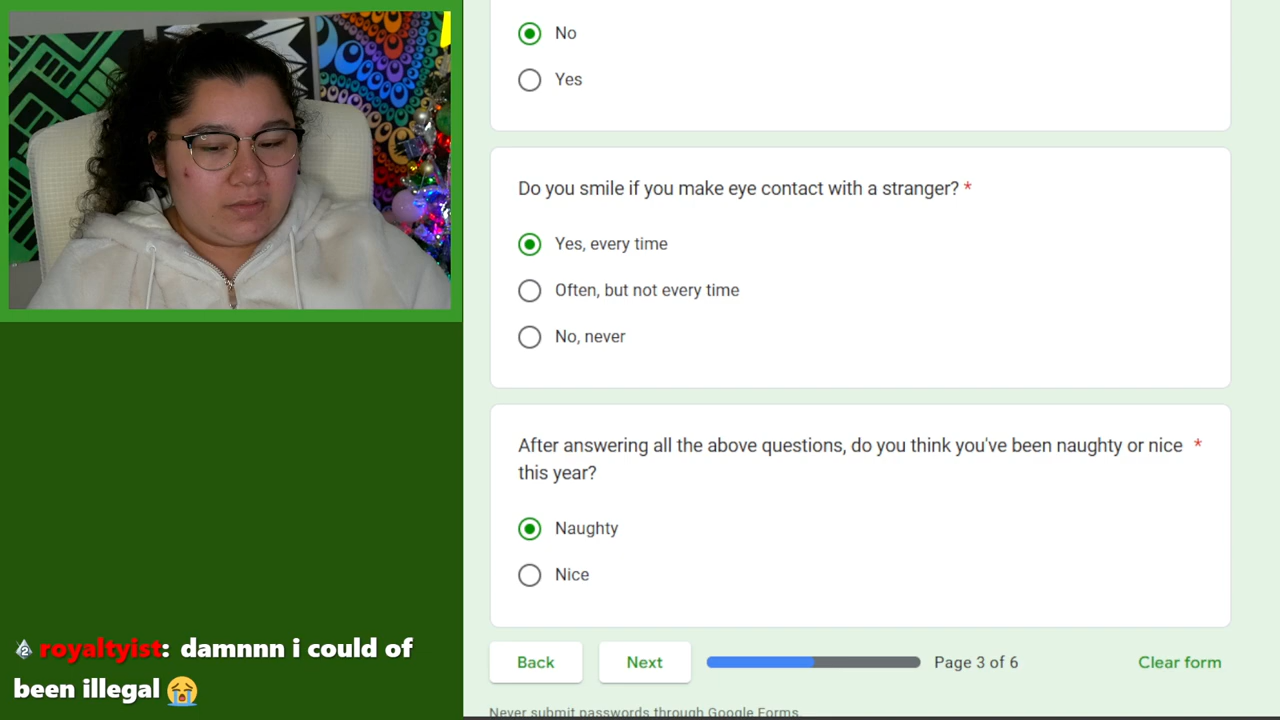 No
Yes
Do you smile if you make eye contact with a stranger? *
Yes, every time
Often, but not every time
No, never
After answering all the above questions, do you think you've been naughty or nice *
this year?
Naughty
Nice
Back
Next
Page 3 of 6
Clear form
Never submit passwords through Google Forms.
2 royaltyist: damnnn i could of
been illegal 😭